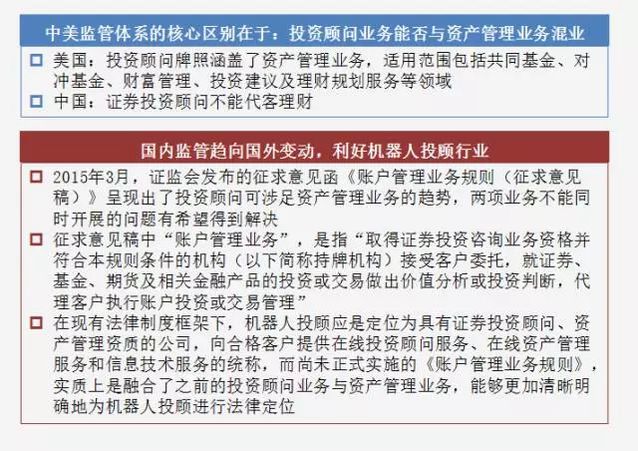 中美监管体系的核心区别在于：投资顾问业务能否与资产管理业务混业
美国：投资顾问牌照涵盖了资产管理业务，适用范围包括共同基金、对
冲基金、财富管理、投资建议及理财规划服务等领域
中国：证券投资顾问不能代客理财
国内监管趋向国外变动，利好机器人投顾行业
2015年3月，证监会发布的征求意见函《账户管理业务规则（征求意见
稿）》呈现出了投资顾问可涉足资产管理业务的趋势，两项业务不能同
时开展的问题有希望得到解决
征求意见稿中“账户管理业务”，是指“取得证券投资咨询业务资格并
符合本规则条件的机构（以下简称持牌机构）接受客户委托，就证券、
基金、期货及相关金融产品的投资或交易做出价值分析或投资判断，代
理客户执行账户投资或交易管理”
在现有法律制度框架下，机器人投顾应是定位为具有证券投资顾问、资
产管理资质的公司，向合格客户提供在线投资顾问服务、在线资产管理
服务和信息技术服务的统称，而尚未正式实施的《账户管理业务规则》，
实质上是融合了之前的投资顾问业务与资产管理业务，能够更加清晰明
确地为机器人投顾进行法律定位